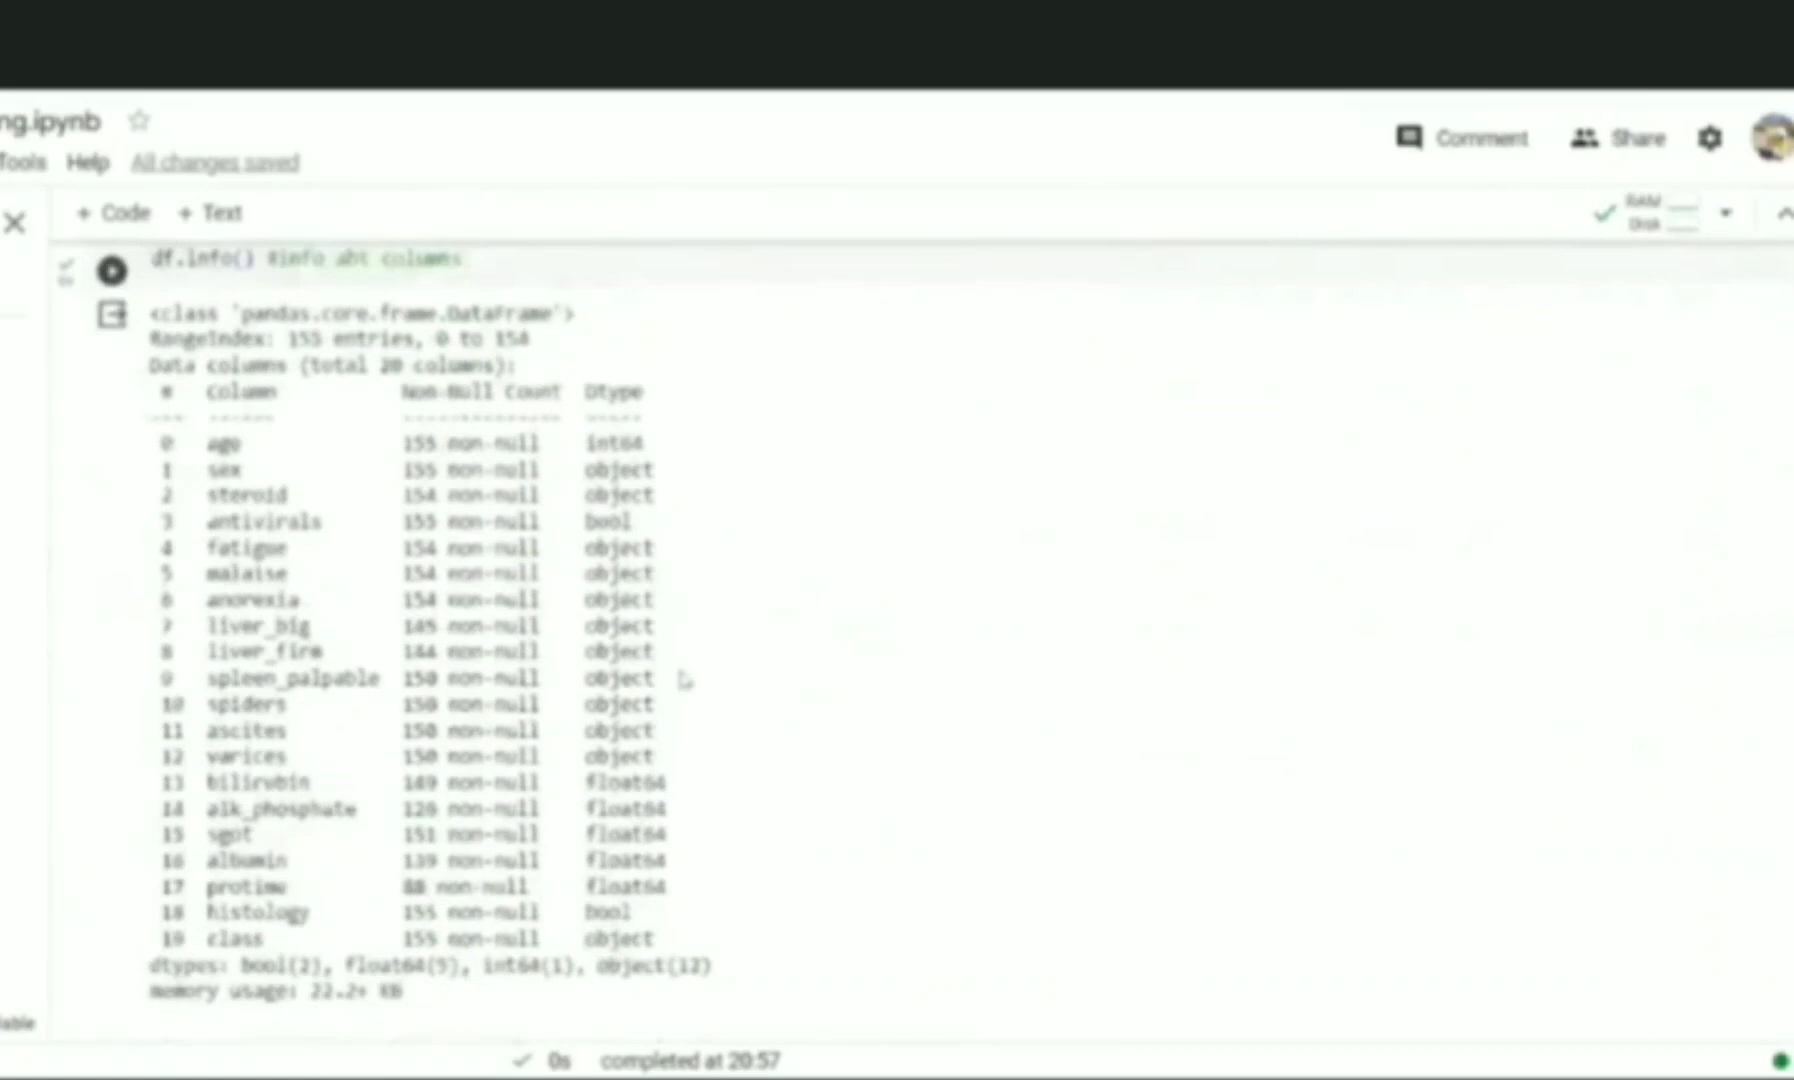 ng.ipynb
Comment
Share
Tools Help All changes saved
+ Code + Text
RAM
Disk
df.info() #info abt columns
<class 'pandas.core.frame.DataFrame'>
RangeIndex: 155 entries, 0 to 154
Data columns (total 20 columns):
# Column Non-Null Count Dtype
--- ------ -------------- -----
0 age 155 non-null int64
1 sex 155 non-null object
2 steroid 154 non-null object
3 antivirals 155 non-null bool
4 fatigue 154 non-null object
5 malaise 154 non-null object
6 anorexia 154 non-null object
7 liver_big 145 non-null object
8 liver_firm 144 non-null object
9 spleen_palpable 150 non-null object
10 spiders 150 non-null object
11 ascites 150 non-null object
12 varices 150 non-null object
13 bilirubin 149 non-null float64
14 alk_phosphate 126 non-null float64
15 sgot 151 non-null float64
16 albumin 139 non-null float64
17 protime 88 non-null float64
18 histology 155 non-null bool
19 class 155 non-null object
dtypes: bool(2), float64(5), int64(1), object(12)
memory usage: 22.2+ KB
lable
0s completed at 20:57